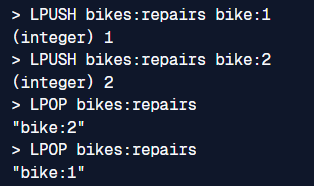 > LPUSH bikes:repairs bike:1
(integer) 1
> LPUSH bikes:repairs bike:2
(integer) 2
> LPOP bikes:repairs
"bike:2"
> LPOP bikes:repairs
"bike:1"